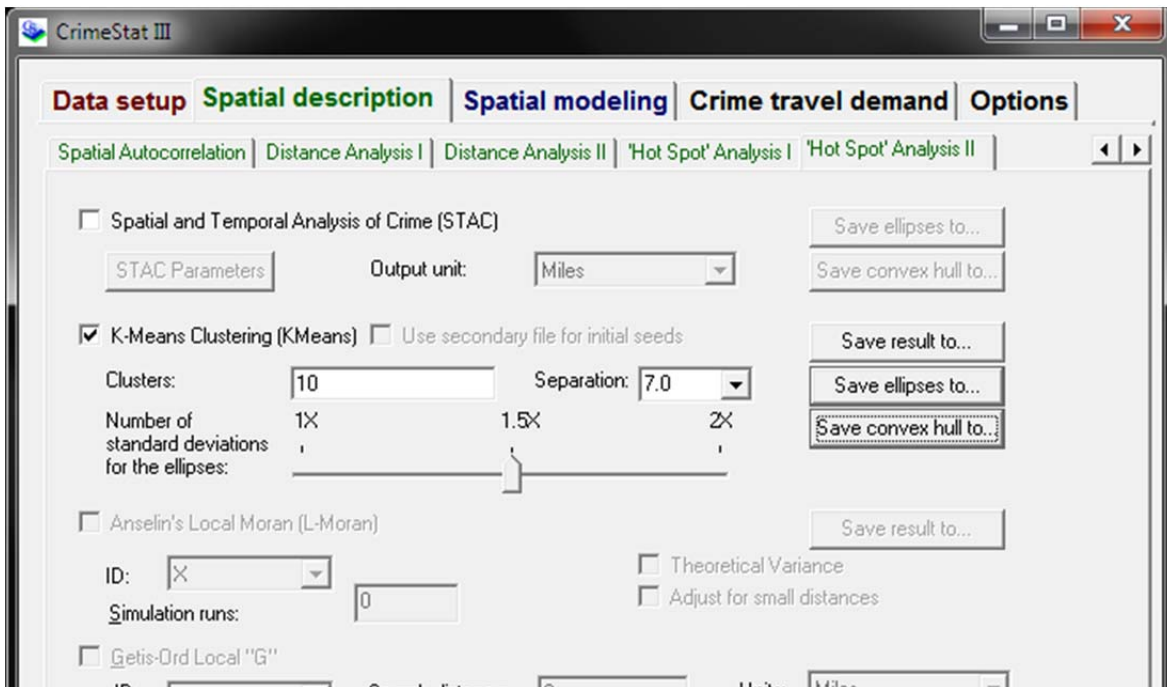 CrimeStat III
Data setup Spatial description Spatial modeling Crime travel demand Options
Spatial Autocorrelation Distance Analysis I Distance Analysis II 'Hot Spot' Analysis I 'Hot Spot' Analysis II
Spatial and Temporal Analysis of Crime (STAC) Save ellipses to...
STAC Parameters Output unit: Miles Save convex hull to...
K-Means Clustering (KMeans) Use secondary file for initial seeds Save result to...
Clusters: 10 Separation: 7.0 Save ellipses to...
Number of 1X 1.5X 2X Save convex hull to...
standard deviations
for the ellipses:
Anselin's Local Moran (L-Moran) Save result to...
ID: X Theoretical Variance
Simulation runs: 0 Adjust for small distances
Getis-Ord Local "G"